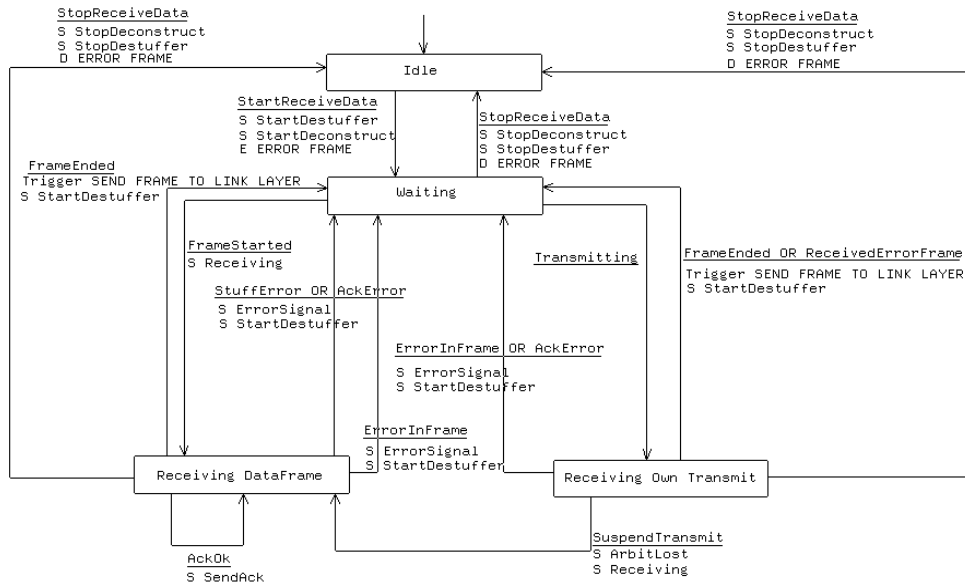 StopReceiveData
S StopDeconstruct
S StopDestuffer
D ERROR FRAME
StopReceiveData
S StopDeconstruct
S StopDestuffer
D ERROR FRAME
Idle
StartReceiveData
S StartDestuffer
S StartDeconstruct
E ERROR FRAME
StopReceiveData
S StopDeconstruct
S StopDestuffer
D ERROR FRAME
FrameEnded
Trigger SEND FRAME TO LINK LAYER
S StartDestuffer
Waiting
FrameStarted
S Receiving
Transmitting
FrameEnded OR ReceivedErrorFrame
Trigger SEND FRAME TO LINK LAYER
S StartDestuffer
StuffError OR AckError
S ErrorSignal
S StartDestuffer
ErrorInFrame OR AckError
S ErrorSignal
S StartDestuffer
ErrorInFrame
S ErrorSignal
S StartDestuffer
Receiving DataFrame
Receiving Own Transmit
AckOk
S SendAck
SuspendTransmit
S ArbitLost
S Receiving